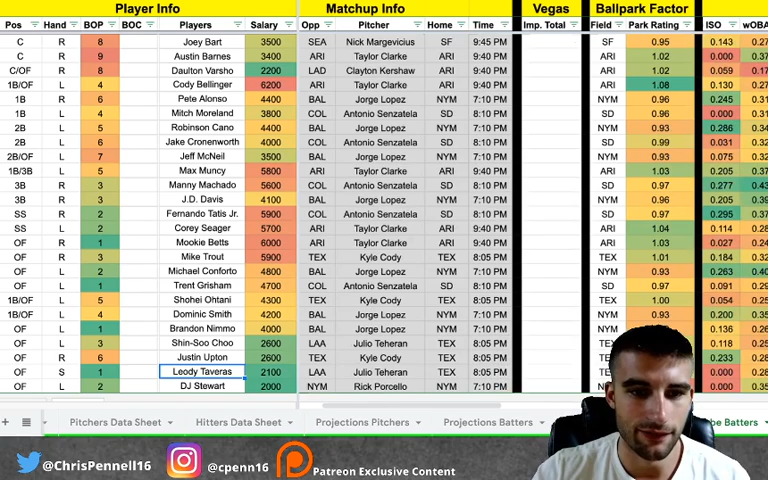 Player Info Matchup Info Vegas Ballpark Factor
Pos Hand BOP BOC Players Salary Opp Pitcher Home Time Imp. Total Field Park Rating ISO wOBA
C R 8 Joey Bart 3500 SEA Nick Margevicius SF 9:45 PM SF 0.95 0.143
C R 9 Austin Barnes 3400 ARI Taylor Clarke ARI 9:40 PM ARI 1.02 0.000
C/OF R 8 Daulton Varsho 2200 LAD Clayton Kershaw ARI 9:40 PM ARI 1.02 0.059
1B/OF L 4 Cody Bellinger 6200 ARI Taylor Clarke ARI 9:40 PM ARI 1.08 0.130
1B R 6 Pete Alonso 4400 BAL Jorge Lopez NYM 7:10 PM NYM 0.96 0.245
1B L 4 Mitch Moreland 3800 COL Antonio Senzatela SD 8:10 PM SD 0.96 0.000
2B L 5 Robinson Cano 4400 BAL Jorge Lopez NYM 7:10 PM NYM 0.93 0.286
2B L 6 Jake Cronenworth 4000 COL Antonio Senzatela SD 8:10 PM SD 0.99 0.031
2B/OF L 7 Jeff McNeil 3500 BAL Jorge Lopez NYM 7:10 PM NYM 0.93 0.075
1B/3B L 5 Max Muncy 5800 ARI Taylor Clarke ARI 9:40 PM ARI 1.03 0.205
3B R 3 Manny Machado 5600 COL Antonio Senzatela SD 8:10 PM SD 0.97 0.277
3B R 3 J.D. Davis 4100 BAL Jorge Lopez NYM 7:10 PM NYM 0.96 0.205
SS R 2 Fernando Tatis Jr. 5900 COL Antonio Senzatela SD 8:10 PM SD 0.97 0.295
SS L 2 Corey Seager 5700 ARI Taylor Clarke ARI 9:40 PM ARI 1.04 0.114
OF R 1 Mookie Betts 6000 ARI Taylor Clarke ARI 9:40 PM ARI 1.03 0.027
OF R 3 Mike Trout 5900 TEX Kyle Cody TEX 8:05 PM TEX 1.01 0.184
OF L 2 Michael Conforto 4800 BAL Jorge Lopez NYM 7:10 PM NYM 0.93 0.263
OF L 1 Trent Grisham 4700 COL Antonio Senzatela SD 8:10 PM SD 0.97 0.091
1B/OF L 5 Shohei Ohtani 4300 TEX Kyle Cody TEX 8:05 PM TEX 1.00 0.054
1B/OF L 4 Dominic Smith 4200 BAL Jorge Lopez NYM 7:10 PM NYM 0.93 0.200
OF L 1 Brandon Nimmo 4000 BAL Jorge Lopez NYM 7:10 PM NYM 0.136
OF L 3 Shin-Soo Choo 2600 LAA Julio Teheran TEX 8:05 PM 0.118
OF R 6 Justin Upton 2600 TEX Kyle Cody TEX 8:05 PM 0.233
OF S 1 Leody Taveras 2100 LAA Julio Teheran TEX 8:05 PM 0.000
OF L 2 DJ Stewart 2000 NYM Rick Porcello NYM 7:10 PM 0.000
Pitchers Data Sheet Hitters Data Sheet Projections Pitchers Projections Batters Batters
@ChrisPennell16 @cpenn16 Patreon Exclusive Content